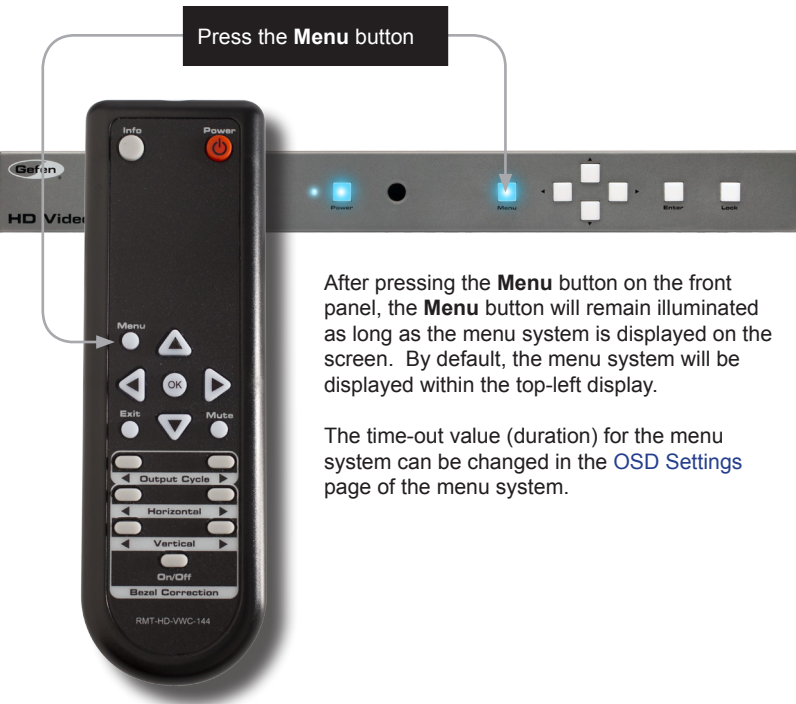 Press the Menu button
Info
Power
Gefen
HD Vide
Power
Menu
Enter
Lock
After pressing the Menu button on the front
panel, the Menu button will remain illuminated
as long as the menu system is displayed on the
screen.  By default, the menu system will be
displayed within the top-left display.
The time-out value (duration) for the menu
system can be changed in the OSD Settings
page of the menu system.
Menu
OK
Exit
Mute
Output Cycle
Horizontal
Vertical
On/Off
Bezel Correction
RMT-HD-VWC-144